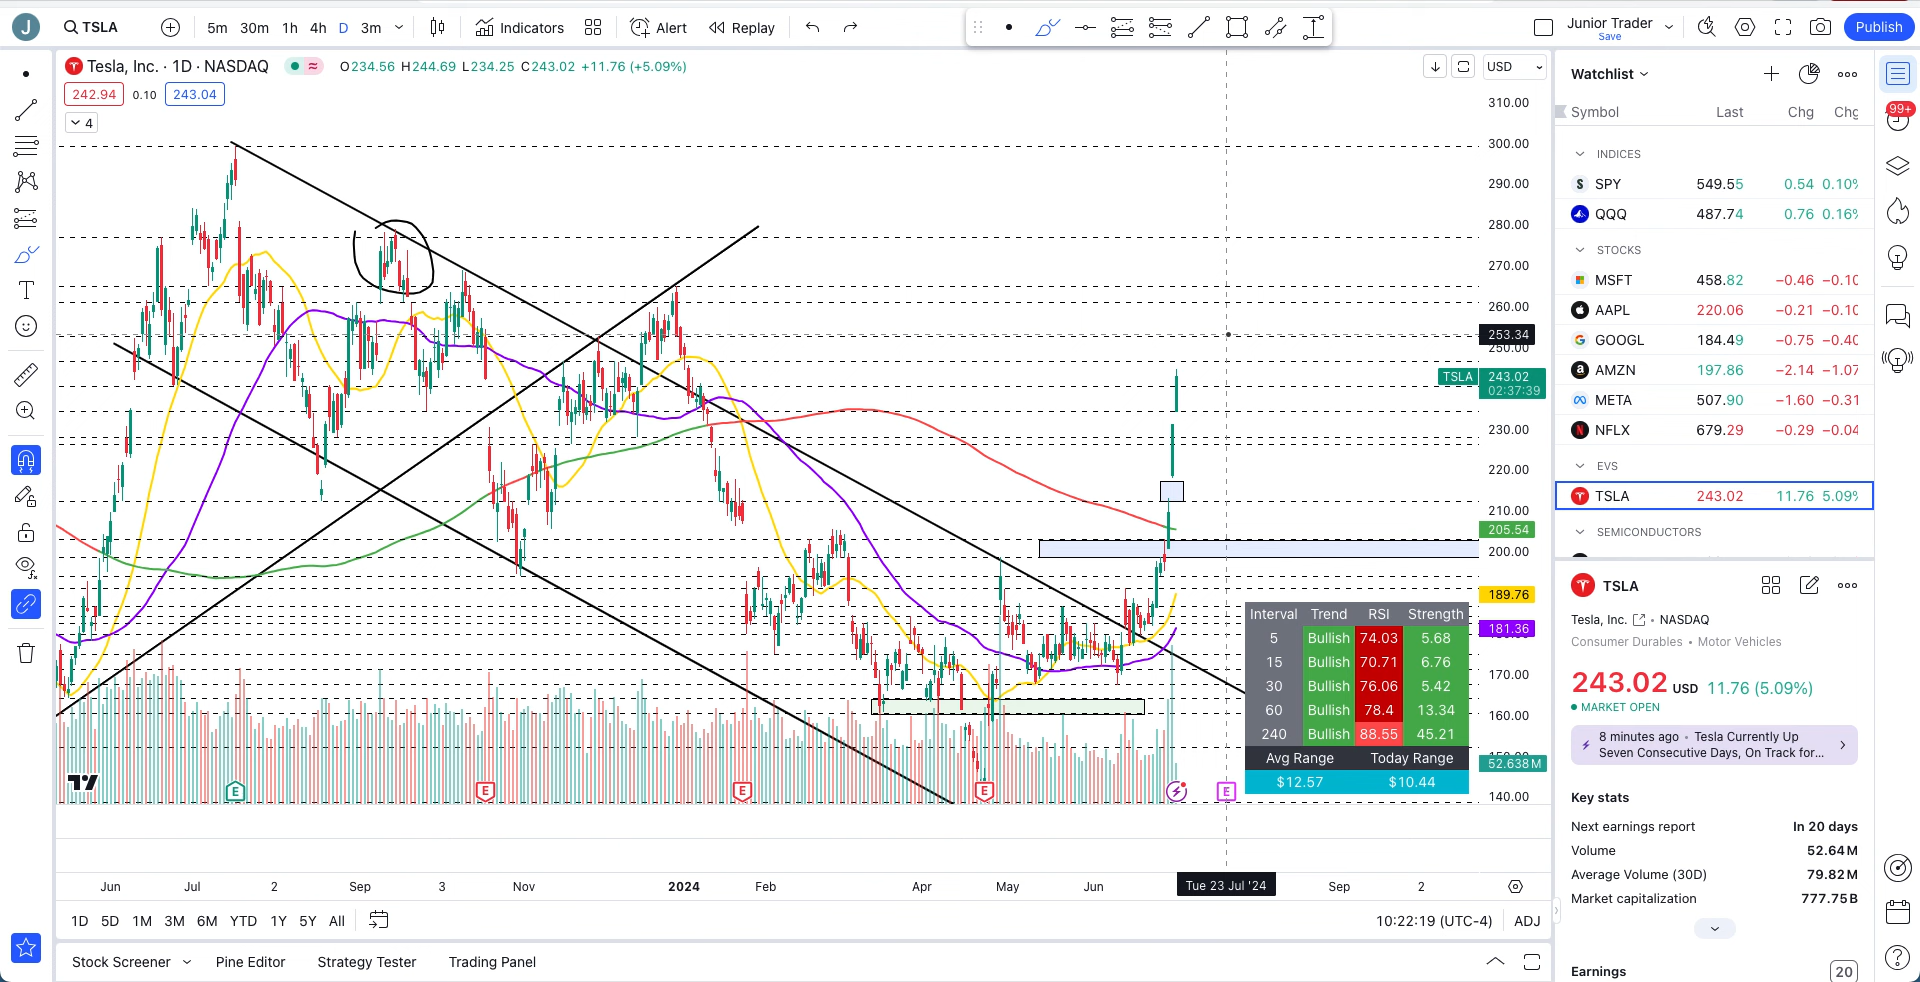 J TSLA 5m 30m 1h 4h D 3m Indicators Alert Replay Junior Trader Save Publish
Tesla, Inc. · 1D · NASDAQ O234.56 H244.69 L234.25 C243.02 +11.76 (+5.09%)
USD
242.94 0.10 243.04
4
310.00
300.00
290.00
280.00
270.00
260.00
253.34
TSLA 243.02
02:37:39
230.00
220.00
210.00
205.54
200.00
189.76
181.36
170.00
160.00
52.638M
140.00
Interval Trend RSI Strength
5 Bullish 74.03 5.68
15 Bullish 70.71 6.76
30 Bullish 76.06 5.42
60 Bullish 78.4 13.34
240 Bullish 88.55 45.21
Avg Range Today Range
$12.57 $10.44
E E E E E
Jun Jul 2 Sep 3 Nov 2024 Feb Apr May Jun Tue 23 Jul '24 Sep 2
1D 5D 1M 3M 6M YTD 1Y 5Y All 10:22:19 (UTC-4) ADJ
Stock Screener Pine Editor Strategy Tester Trading Panel
Watchlist
Symbol Last Chg
INDICES
S SPY 549.55 0.54 0.10%
QQQ 487.74 0.76 0.16%
STOCKS
MSFT 458.82 −0.46 −0.10
AAPL 220.06 −0.21 −0.10
GOOGL 184.49 −0.75 −0.40
AMZN 197.86 −2.14 −1.07
META 507.90 −1.60 −0.31
NFLX 679.29 −0.29 −0.04
EVS
TSLA 243.02 11.76 5.09%
SEMICONDUCTORS
TSLA
Tesla, Inc. • NASDAQ
Consumer Durables • Motor Vehicles
243.02 USD 11.76 (5.09%)
MARKET OPEN
8 minutes ago • Tesla Currently Up
Seven Consecutive Days, On Track for...
Key stats
Next earnings report In 20 days
Volume 52.64M
Average Volume (30D) 79.82M
Market capitalization 777.75B
Earnings 20
99+